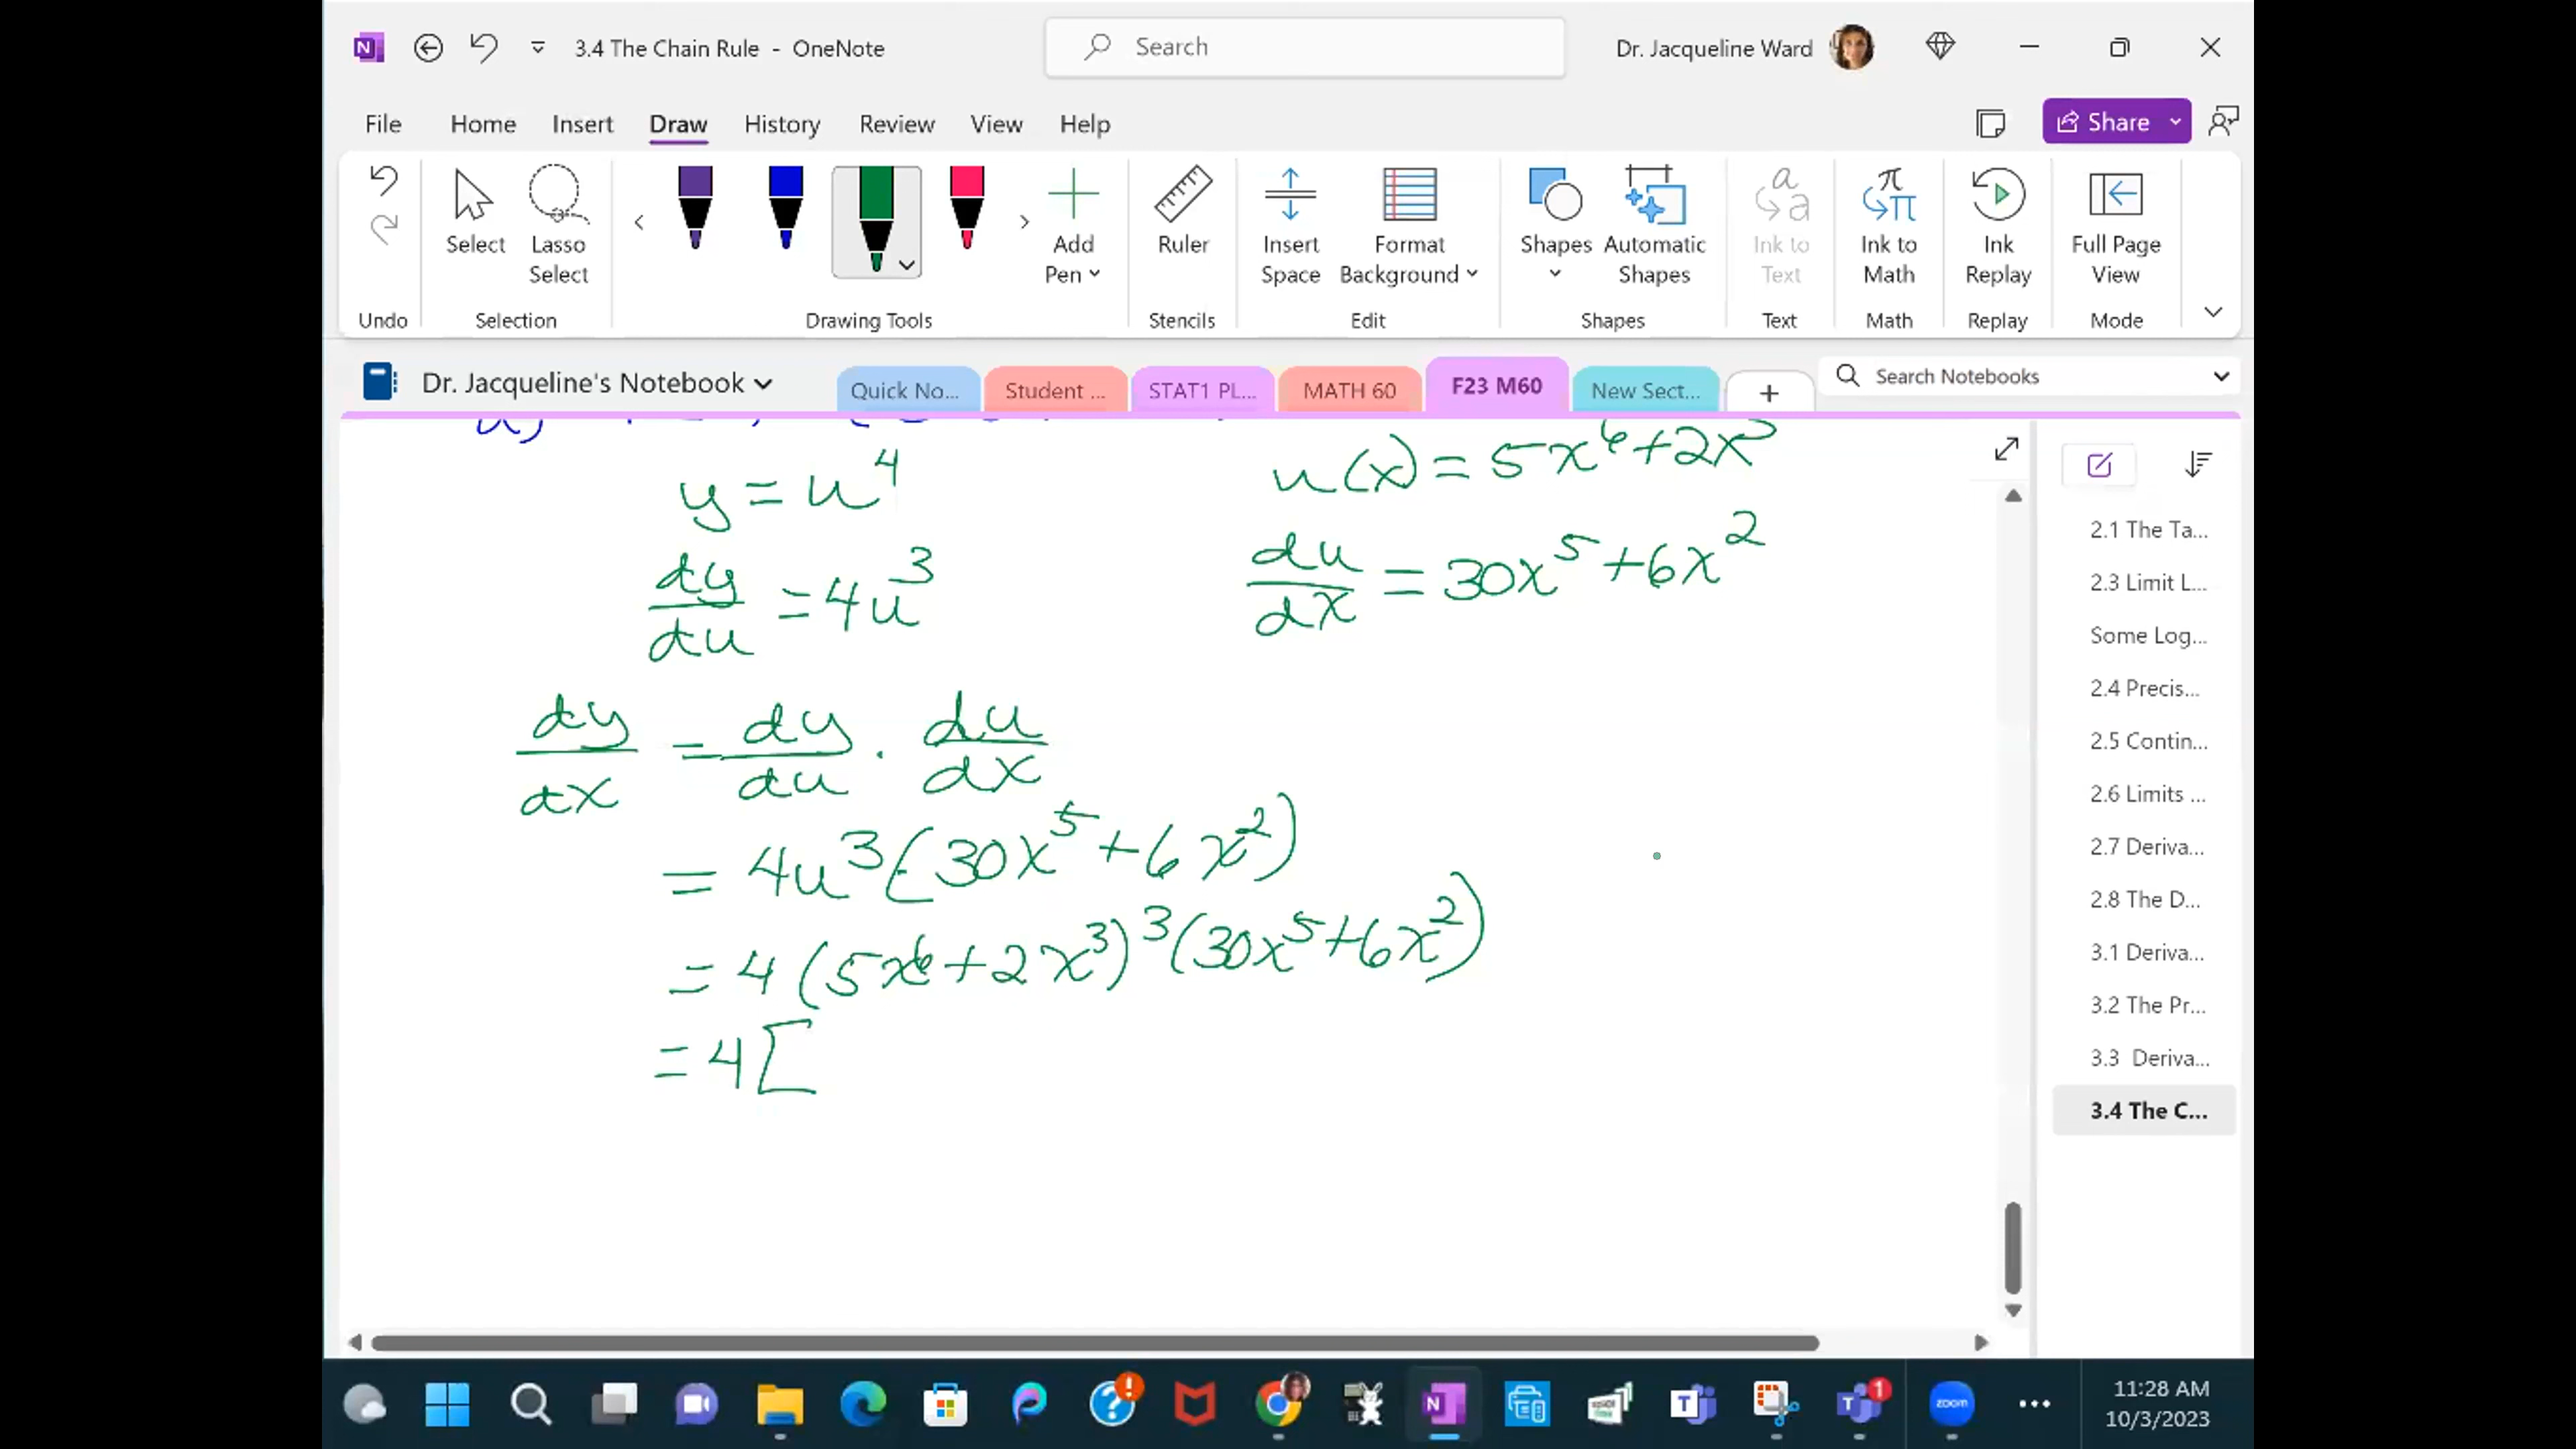 3.4 The Chain Rule - OneNote
Search
Dr. Jacqueline Ward
File Home Insert Draw History Review View Help
Share
Undo
Select
Lasso Select
Selection
Drawing Tools
Add Pen
Ruler
Stencils
Insert Space
Format Background
Edit
Shapes
Automatic Shapes
Shapes
Ink to Text
Text
Ink to Math
Math
Ink Replay
Replay
Full Page View
Mode
Dr. Jacqueline's Notebook
Quick No...
Student ...
STAT1 PL...
MATH 60
F23 M60
New Sect...
+
Search Notebooks
y = u^4
u(x) = 5x^6+2x^3
dy/du = 4u^3
du/dx = 30x^5+6x^2
dy/dx = dy/du · du/dx
= 4u^3(30x^5+6x^2)
= 4(5x^6+2x^3)^3(30x^5+6x^2)
= 4[
2.1 The Ta...
2.3 Limit L...
Some Log...
2.4 Precis...
2.5 Contin...
2.6 Limits ...
2.7 Deriva...
2.8 The D...
3.1 Deriva...
3.2 The Pr...
3.3 Deriva...
3.4 The C...
zoom
1
11:28 AM
10/3/2023